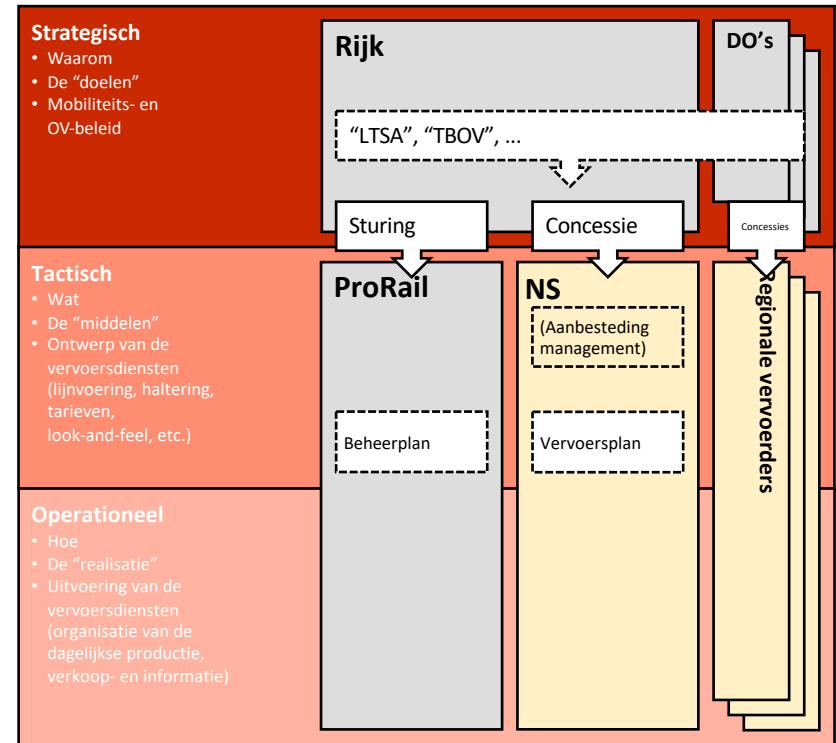 Strategisch
• Waarom
• De “doelen”
• Mobiliteits- en
OV-beleid
Rijk
DO’s
“LTSA”, “TBOV”, ...
Sturing
Concessie
Concessies
Tactisch
• Wat
• De “middelen”
• Ontwerp van de
vervoersdiensten
(lijnvoering, haltering,
tarieven,
look-and-feel, etc.)
ProRail
NS
(Aanbesteding
management)
Beheerplan
Vervoersplan
Regionale vervoerders
Operationeel
• Hoe
• De “realisatie”
• Uitvoering van de
vervoersdiensten
(organisatie van de
dagelijkse productie,
verkoop- en informatie)